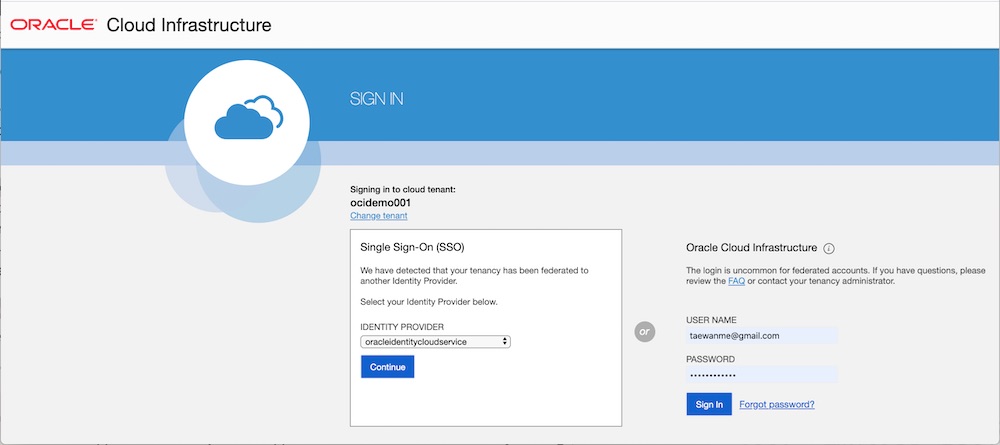 ORACLE Cloud Infrastructure
SIGN IN
Signing in to cloud tenant:
ocidemo001
Change tenant
Single Sign-On (SSO)
We have detected that your tenancy has been federated to
another Identity Provider.
Select your Identity Provider below.
IDENTITY PROVIDER
oracleidentitycloudservice
Continue
or
Oracle Cloud Infrastructure i
The login is uncommon for federated accounts. If you have questions, please
review the FAQ or contact your tenancy administrator.
USER NAME
taewanme@gmail.com
PASSWORD
••••••••••••
Sign In Forgot password?